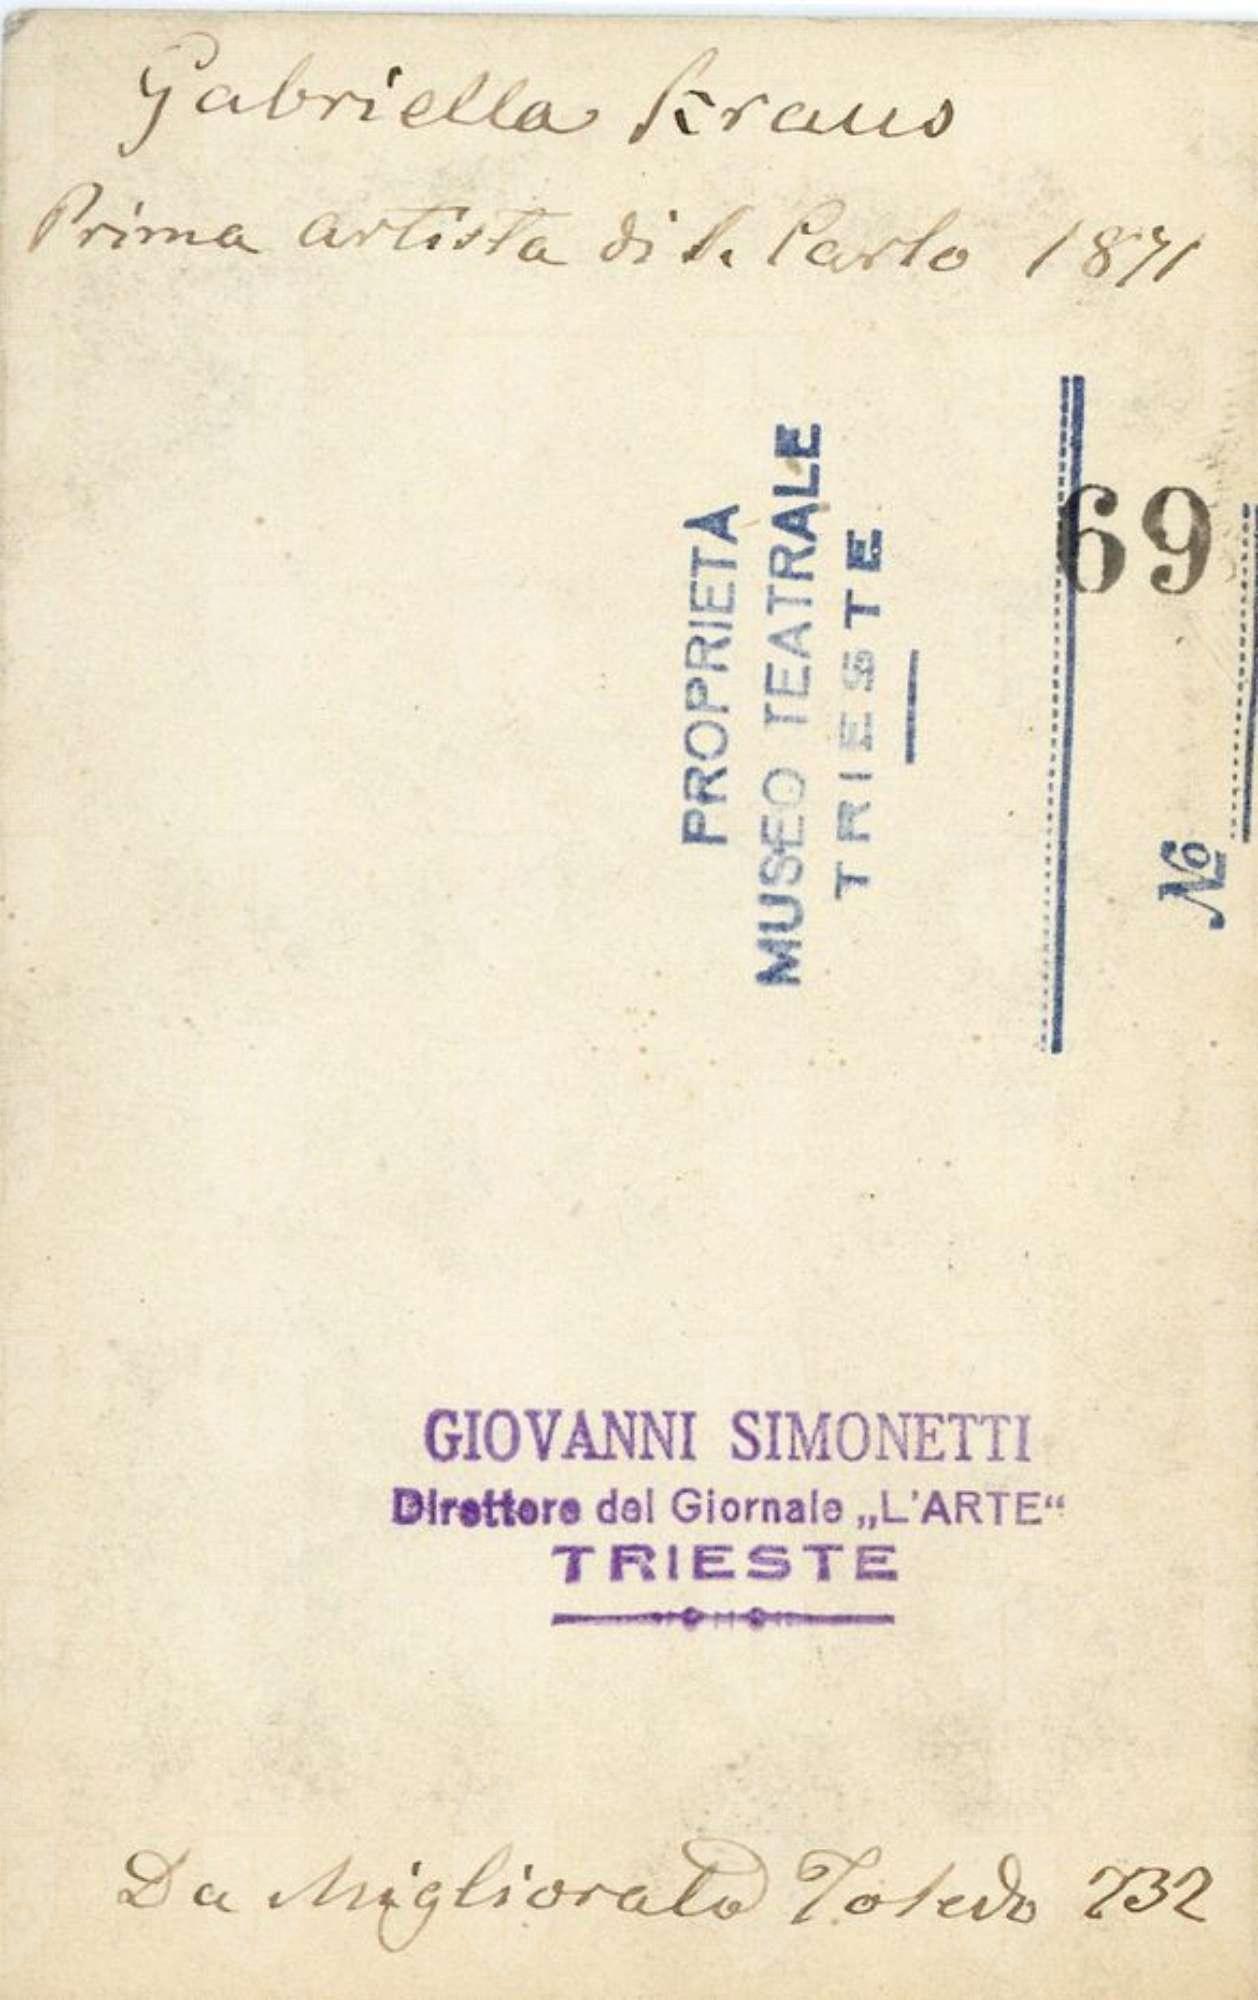 Gabriella Kraus
Prima artista di S. Carlo 1871
PROPRIETÀ
MUSEO TEATRALE
TRIESTE
69
No
GIOVANNI SIMONETTI
Direttore del Giornale „L'ARTE“
TRIESTE
Da Migliorato Toledo 232